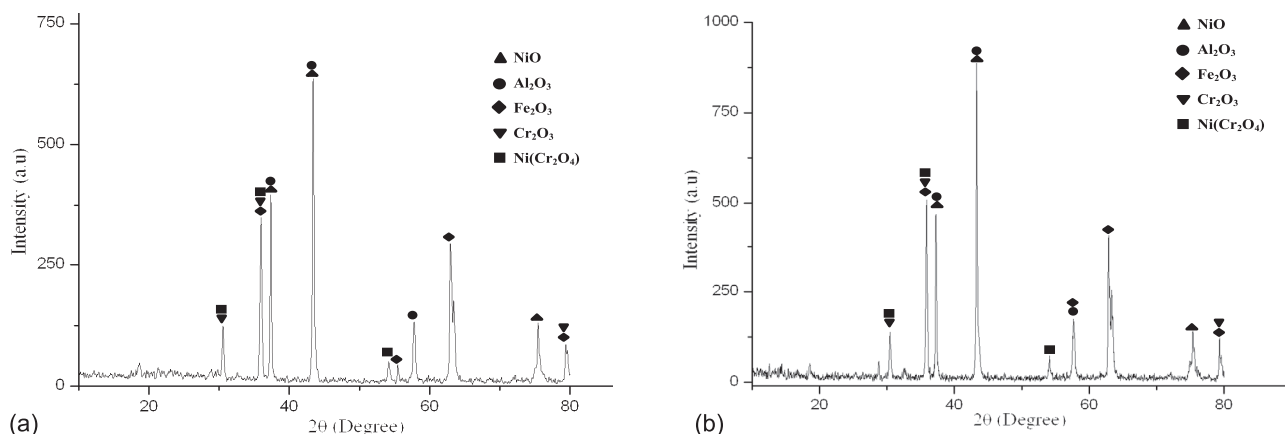 750
500
250
0
Intensity (a.u)
20
40
60
80
2θ (Degree)
NiO
Al₂O₃
Fe₂O₃
Cr₂O₃
Ni(Cr₂O₄)
(a)
1000
750
500
250
0
Intensity (a.u)
20
40
60
80
2θ (Degree)
NiO
Al₂O₃
Fe₂O₃
Cr₂O₃
Ni(Cr₂O₄)
(b)